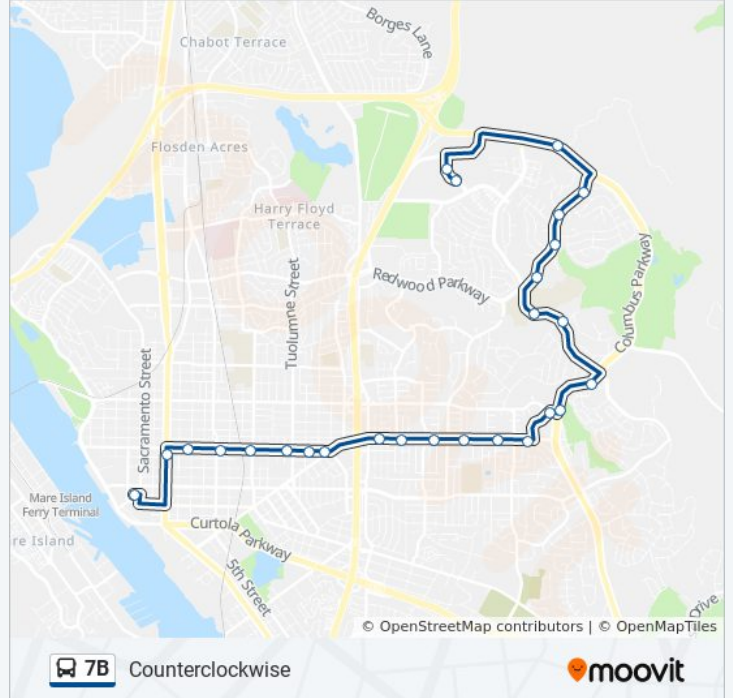 Borges Lane
Chabot Terrace
Flosden Acres
Harry Floyd
Terrace
Redwood Parkway
Columbus Parkway
Tuolumne Street
Sacramento Street
Mare Island
Ferry Terminal
re Island
Curtola Parkway
5th Street
Drive
© OpenStreetMap contributors | © OpenMapTiles
7B Counterclockwise
moovit